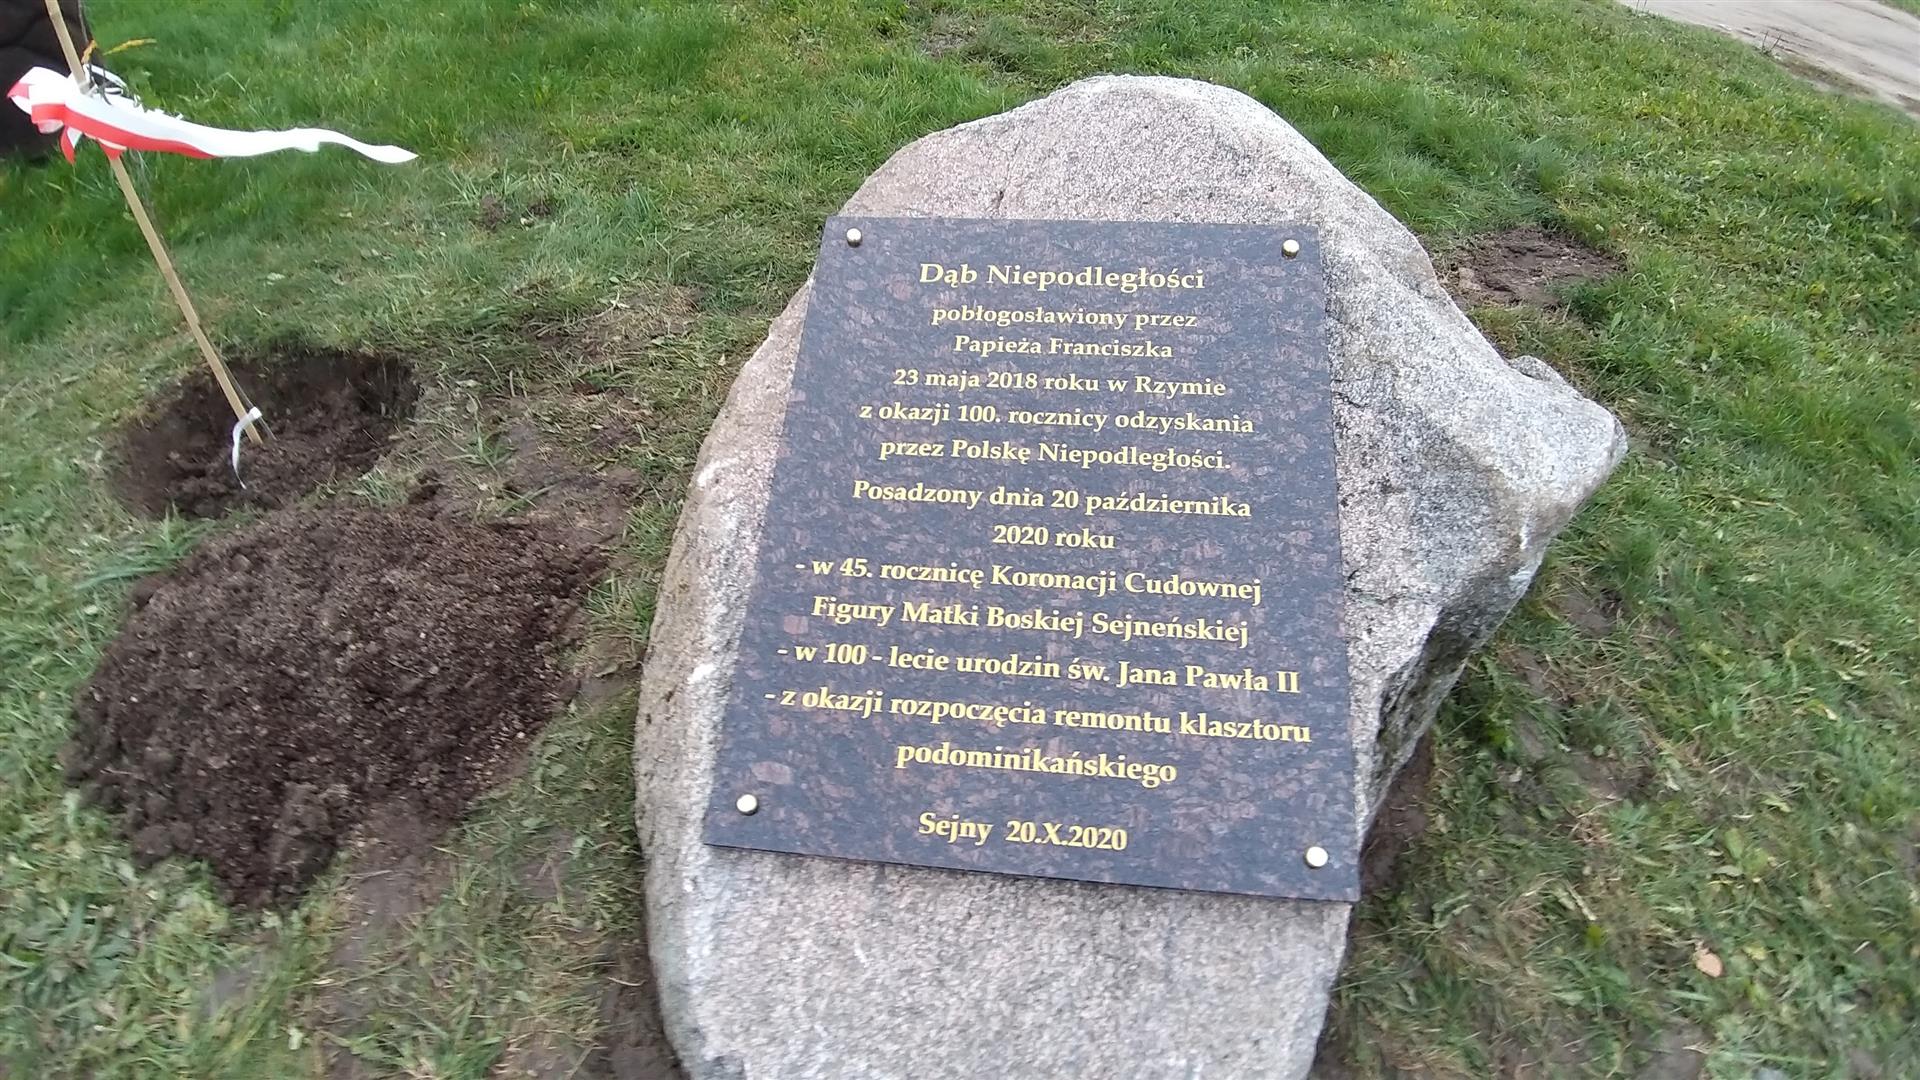 Dąb Niepodległości
pobłogosławiony przez
Papieża Franciszka
23 maja 2018 roku w Rzymie
z okazji 100. rocznicy odzyskania
przez Polskę Niepodległości.
Posadzony dnia 20 października
2020 roku
- w 45. rocznicę Koronacji Cudownej
Figury Matki Boskiej Sejneńskiej
- w 100 - lecie urodzin św. Jana Pawła II
- z okazji rozpoczęcia remontu klasztoru
podominikańskiego
Sejny 20.X.2020